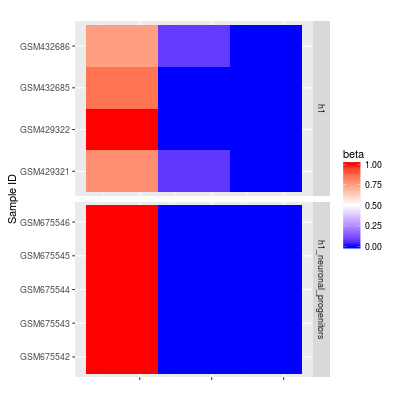 GSM432686
GSM432685
GSM429322
GSM429321
h1
GSM675546
GSM675545
GSM675544
GSM675543
GSM675542
h1_neuronal_progenitors
Sample ID
beta
1.00
0.75
0.50
0.25
0.00